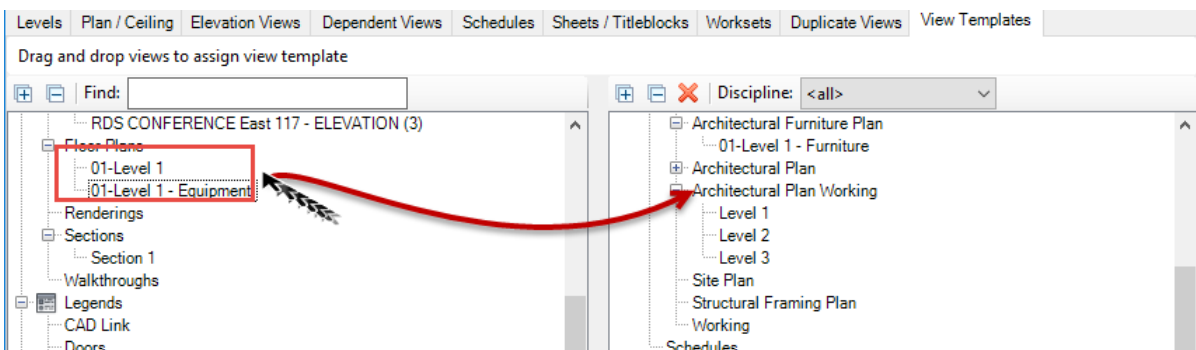 Levels Plan / Ceiling Elevation Views Dependent Views Schedules Sheets / Titleblocks Worksets Duplicate Views View Templates
Drag and drop views to assign view template
Find:
RDS CONFERENCE East 117 - ELEVATION (3)
Floor Plans
01-Level 1
01-Level 1 - Equipment
Renderings
Sections
Section 1
Walkthroughs
Legends
CAD Link
Doors
Discipline: <all>
Architectural Furniture Plan
01-Level 1 - Furniture
Architectural Plan
Architectural Plan Working
Level 1
Level 2
Level 3
Site Plan
Structural Framing Plan
Working
Schedules